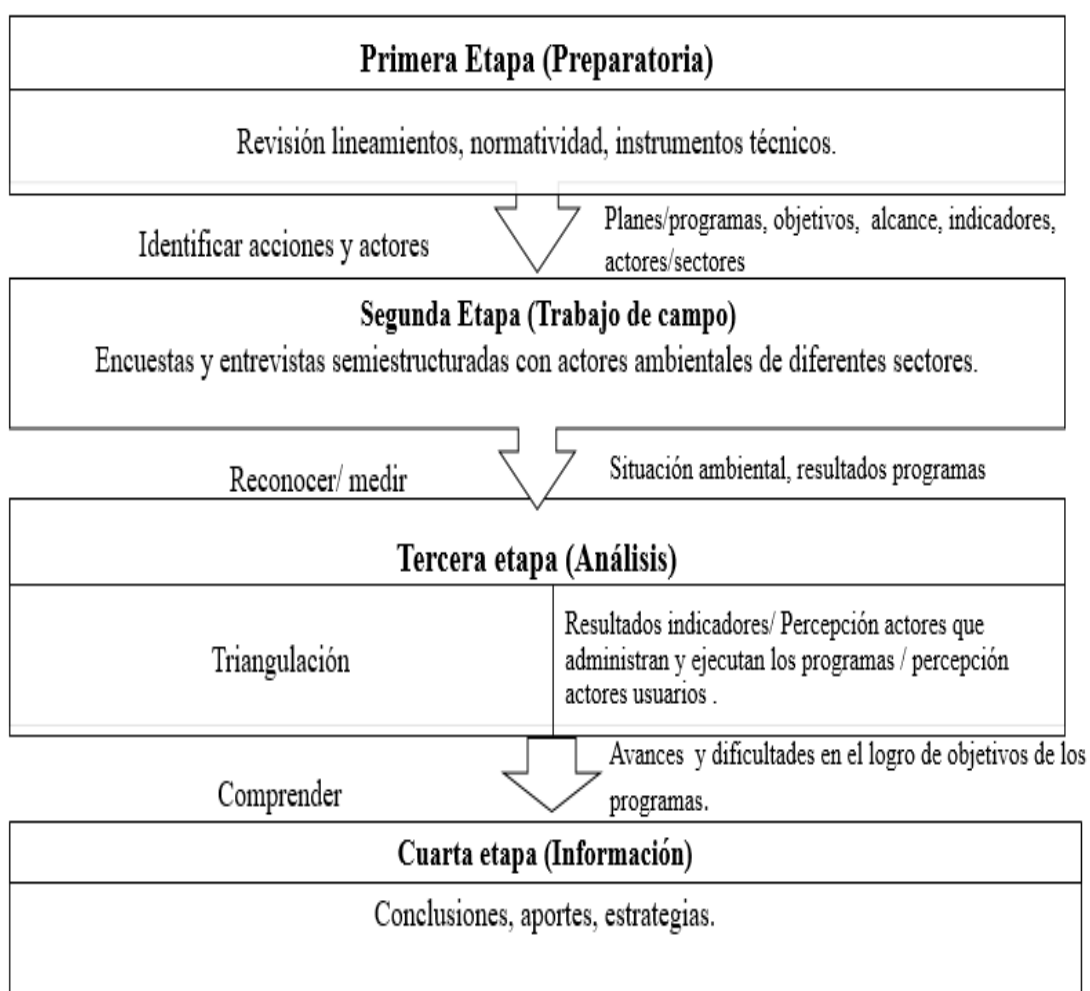 Primera Etapa (Preparatoria)
Revisión lineamientos, normatividad, instrumentos técnicos.
Identificar acciones y actores
Planes/programas, objetivos, alcance, indicadores,
actores/sectores
Segunda Etapa (Trabajo de campo)
Encuestas y entrevistas semiestructuradas con actores ambientales de diferentes sectores.
Reconocer/ medir
Situación ambiental, resultados programas
Tercera etapa (Análisis)
Triangulación
Resultados indicadores/ Percepción actores que
administran y ejecutan los programas / percepción
actores usuarios .
Comprender
Avances y dificultades en el logro de objetivos de los
programas.
Cuarta etapa (Información)
Conclusiones, aportes, estrategias.